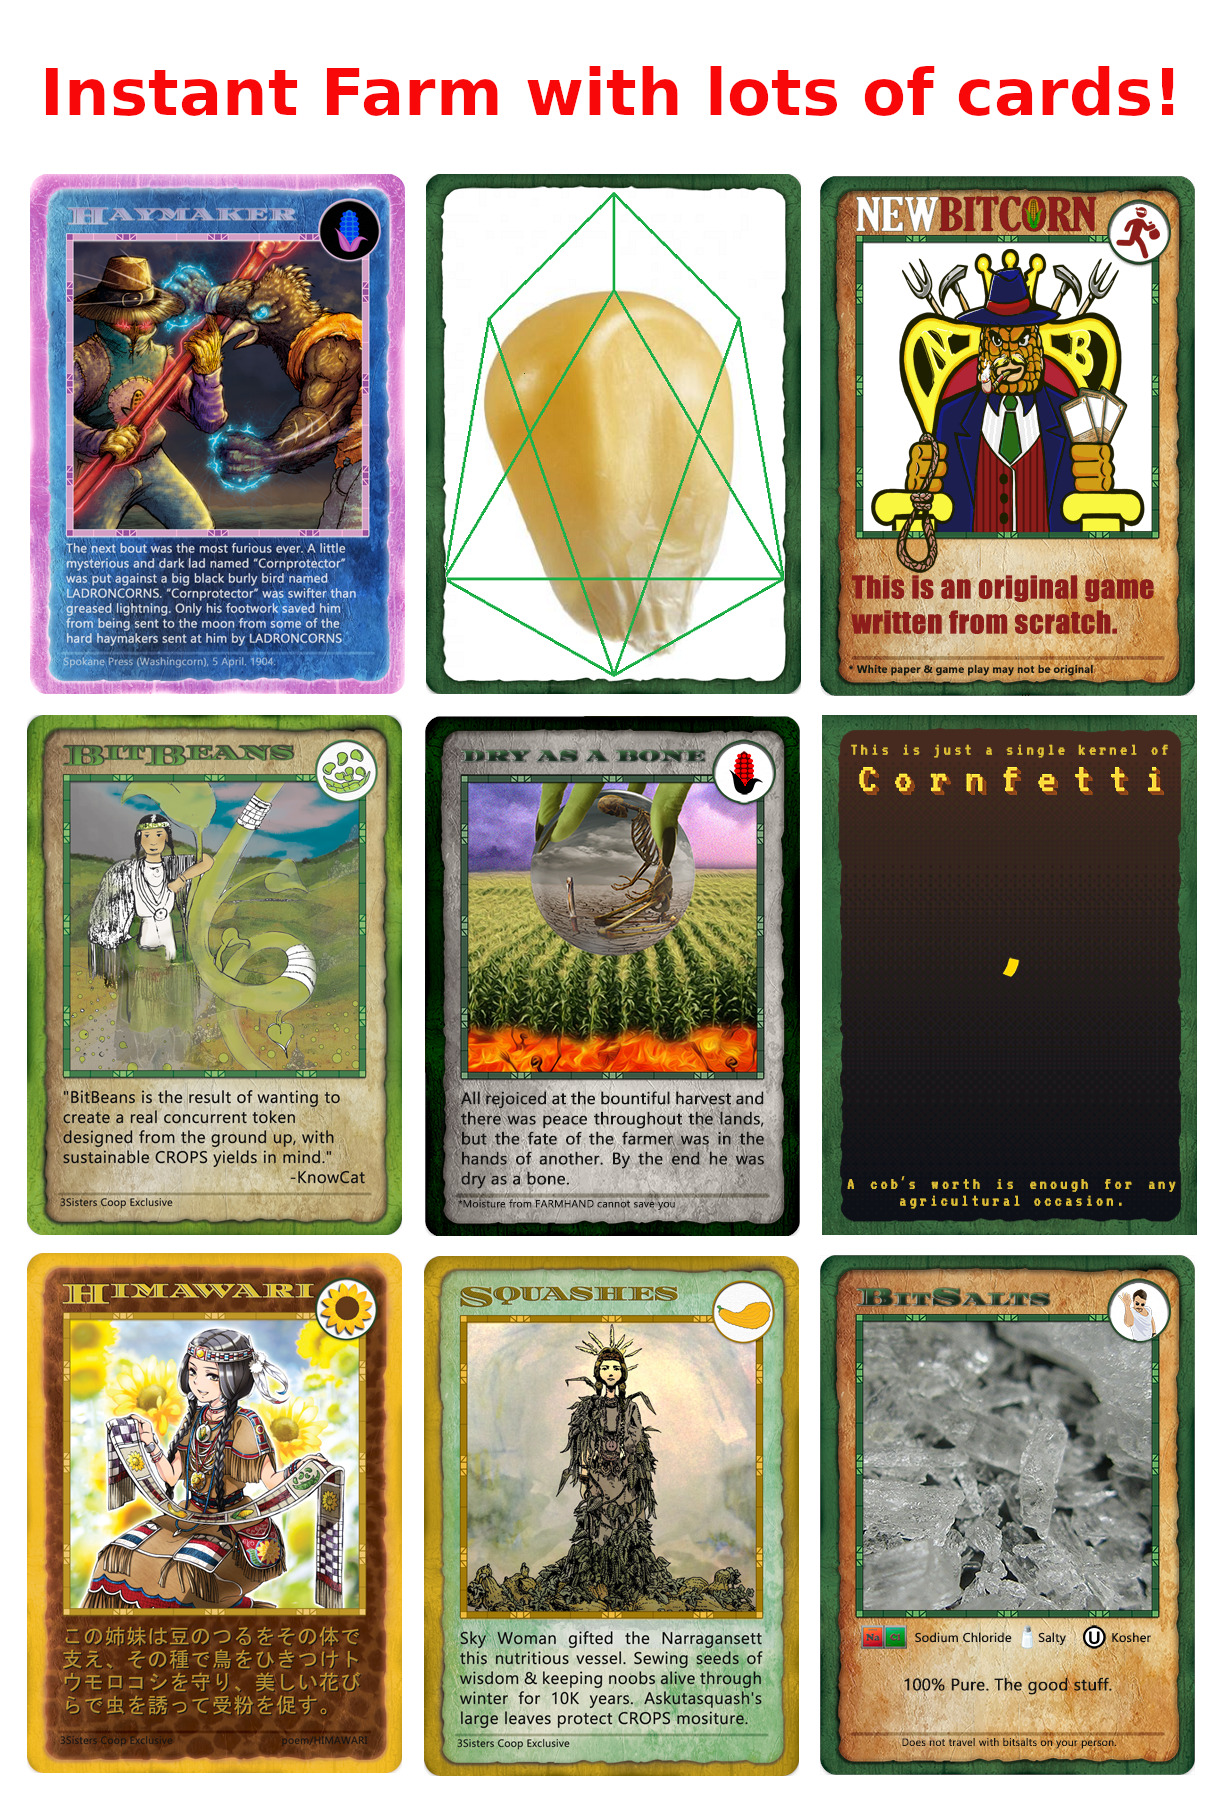 Instant Farm with lots of cards!
HAYMAKER
The next bout was the most furious ever. A little
mysterious and dark lad named “Cornprotector”
was put against a big black burly bird named
LADRONCORNS. “Cornprotector” was swifter than
greased lightning. Only his footwork saved him
from being sent to the moon from some of the
hard haymakers sent at him by LADRONCORNS
Spokane Press (Washingcorn), 5 April. 1904.
NEWBITCORN
N B
This is an original game
written from scratch.
* White paper & game play may not be original
BITBEANS
"BitBeans is the result of wanting to
create a real concurrent token
designed from the ground up, with
sustainable CROPS yields in mind."
-KnowCat
3Sisters Coop Exclusive
DRY AS A BONE
All rejoiced at the bountiful harvest and
there was peace throughout the lands,
but the fate of the farmer was in the
hands of another. By the end he was
dry as a bone.
*Moisture from FARMHAND cannot save you
This is just a single kernel of
Cornfetti
A cob's worth is enough for any
agricultural occasion.
HIMAWARI
この姉妹は豆のつるをその体で
支え、その種で鳥をひきつけト
ウモロコシを守り、美しい花び
らで虫を誘って受粉を促す。
3Sisters Coop Exclusive poem/HIMAWARI
SQUASHES
Sky Woman gifted the Narragansett
this nutritious vessel. Sewing seeds of
wisdom & keeping noobs alive through
winter for 10K years. Askutasquash's
large leaves protect CROPS mositure.
3Sisters Coop Exclusive
BITSALTS
Na Cl Sodium Chloride Salty U Kosher
100% Pure. The good stuff.
Does not travel with bitsalts on your person.